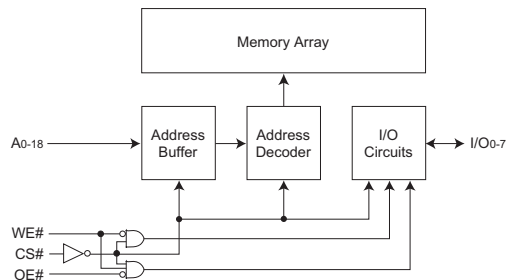 Memory Array
A0-18
Address
Buffer
Address
Decoder
I/O
Circuits
I/O0-7
WE#
CS#
OE#